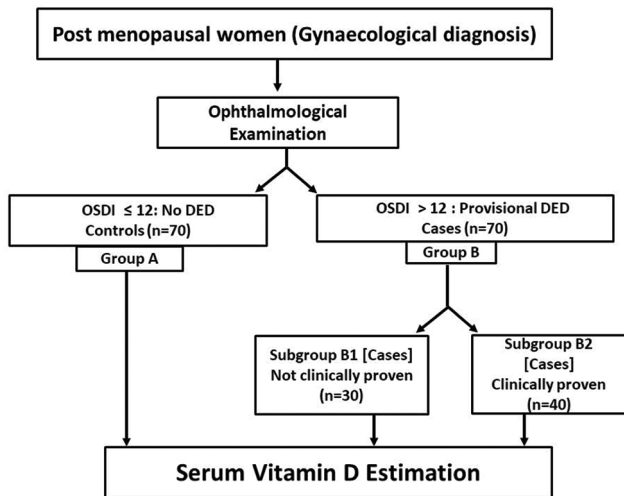 Post menopausal women (Gynaecological diagnosis)
Ophthalmological
Examination
OSDI ≤ 12: No DED
Controls (n=70)
Group A
OSDI > 12 : Provisional DED
Cases (n=70)
Group B
Subgroup B1 [Cases]
Not clinically proven
(n=30)
Subgroup B2
[Cases]
Clinically proven
(n=40)
Serum Vitamin D Estimation